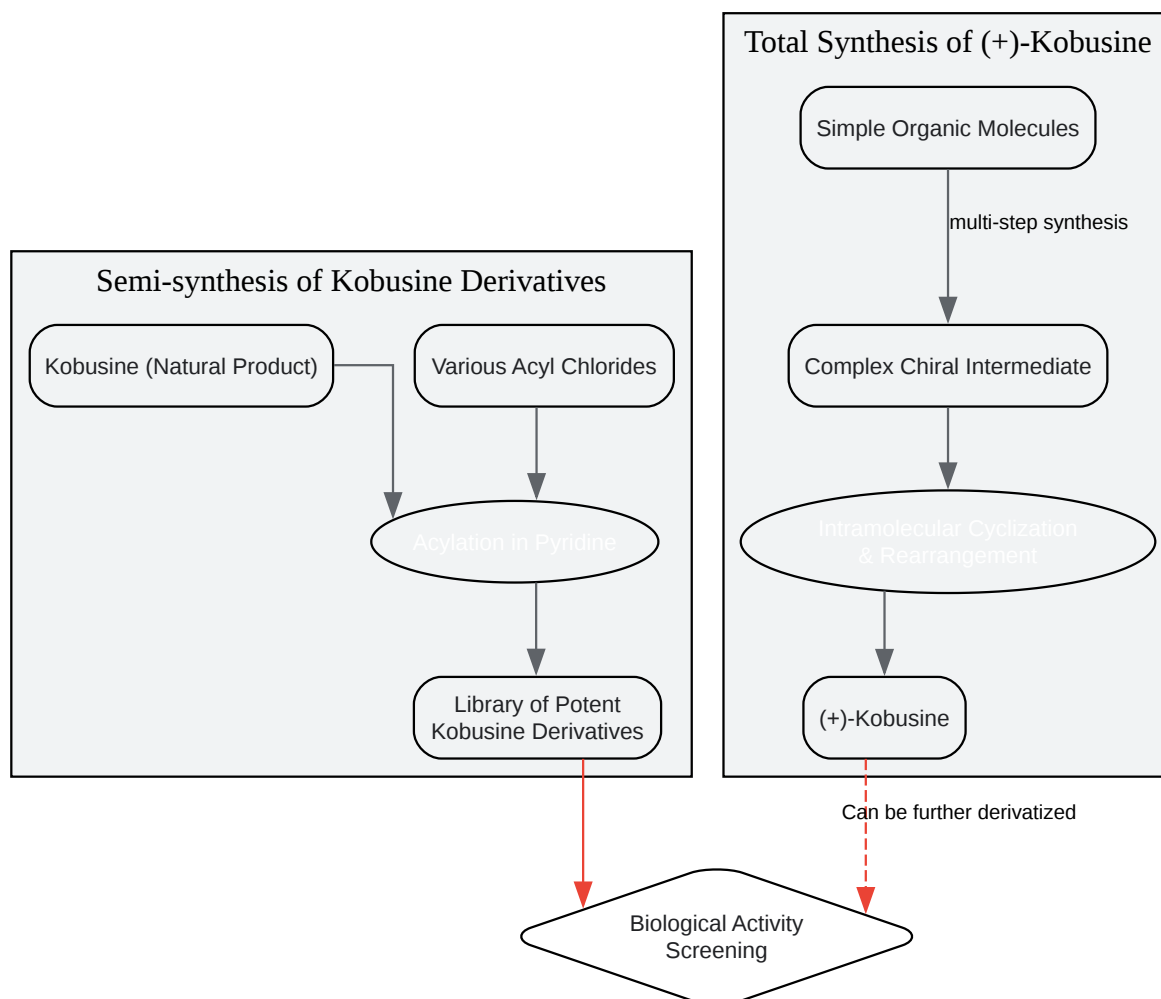 Total Synthesis of (+)-Kobusine
Simple Organic Molecules
multi-step synthesis
Complex Chiral Intermediate
Intramolecular Cyclization
& Rearrangement
(+)-Kobusine
Can be further derivatized
Semi-synthesis of Kobusine Derivatives
Kobusine (Natural Product)
Various Acyl Chlorides
Acylation in Pyridine
Library of Potent
Kobusine Derivatives
Biological Activity
Screening